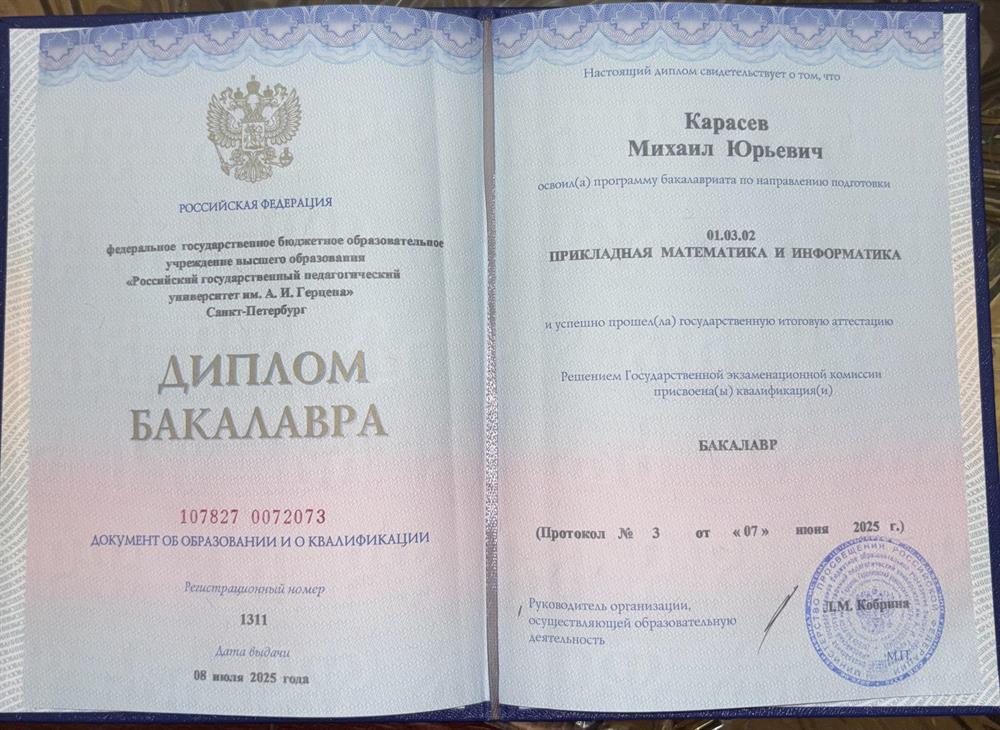 РОССИЙСКАЯ ФЕДЕРАЦИЯ
федеральное государственное бюджетное образовательное
учреждение высшего образования
«Российский государственный педагогический
университет им. А. И. Герцена»
Санкт-Петербург
ДИПЛОМ
БАКАЛАВРА
107827 0072073
ДОКУМЕНТ ОБ ОБРАЗОВАНИИ И О КВАЛИФИКАЦИИ
Регистрационный номер
1311
Дата выдачи
08 июля 2025 года
Настоящий диплом свидетельствует о том, что
Карасев
Михаил Юрьевич
освоил(а) программу бакалавриата по направлению подготовки
01.03.02
ПРИКЛАДНАЯ МАТЕМАТИКА И ИНФОРМАТИКА
и успешно прошел(ла) государственную итоговую аттестацию
Решением Государственной экзаменационной комиссии
присвоена(ы) квалификация(и)
БАКАЛАВР
(Протокол № 3 от «07» июня 2025 г.)
Руководитель организации,
осуществляющей образовательную
деятельность
Л.М. Кобрина
М.П.
МИНИСТЕРСТВО ПРОСВЕЩЕНИЯ РОССИЙСКОЙ ФЕДЕРАЦИИ